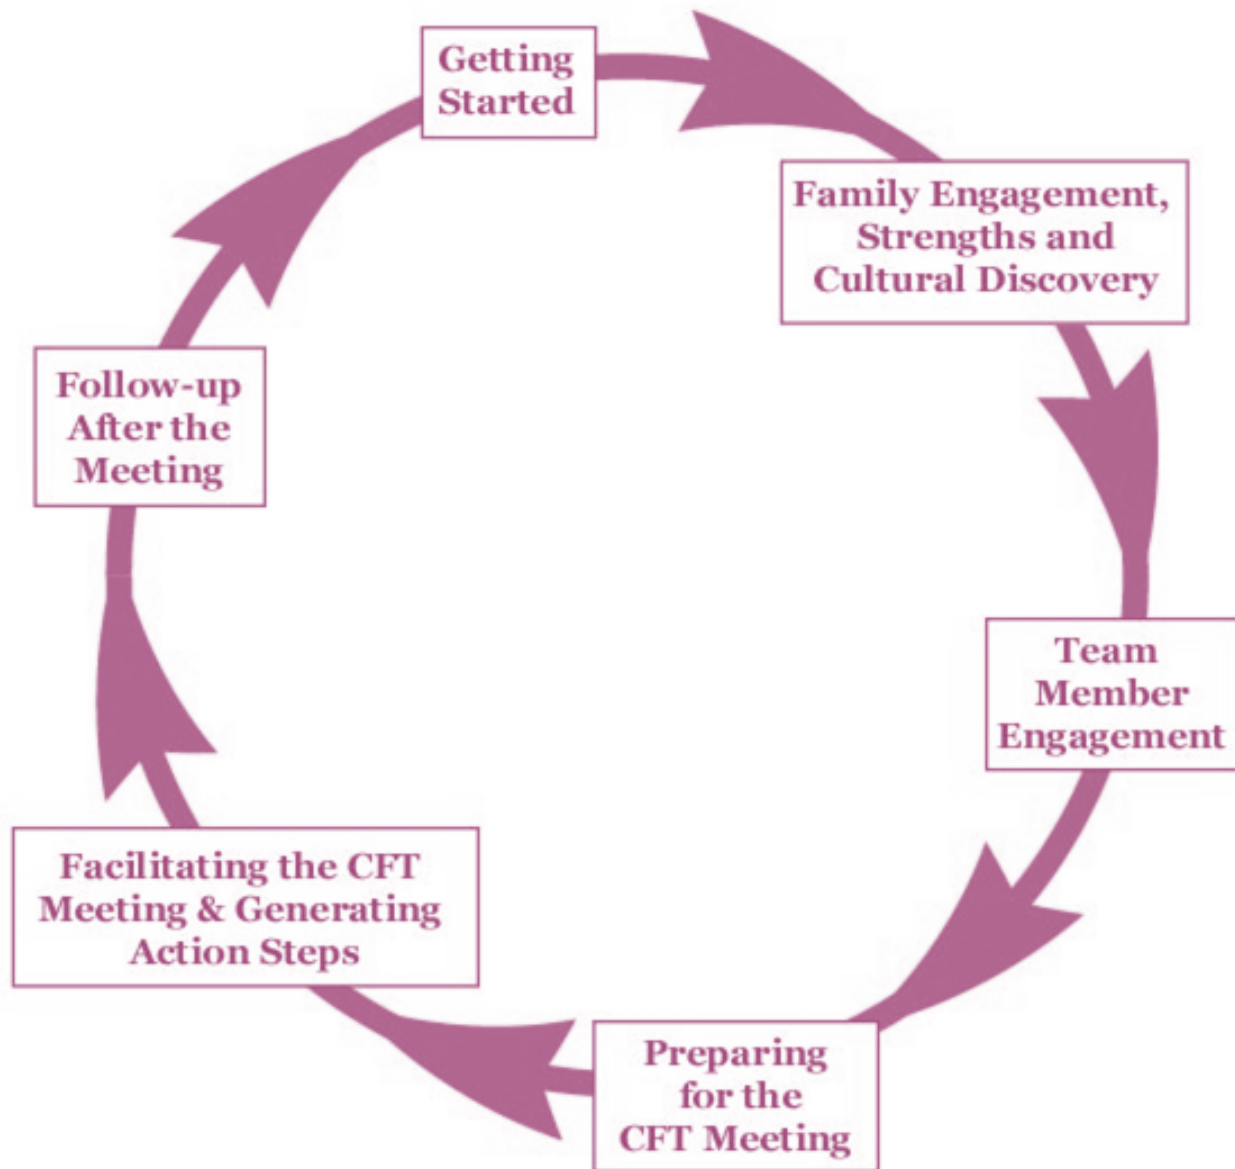 Getting
Started
Family Engagement,
Strengths and
Cultural Discovery
Team
Member
Engagement
Preparing
for the
CFT Meeting
Facilitating the CFT
Meeting & Generating
Action Steps
Follow-up
After the
Meeting